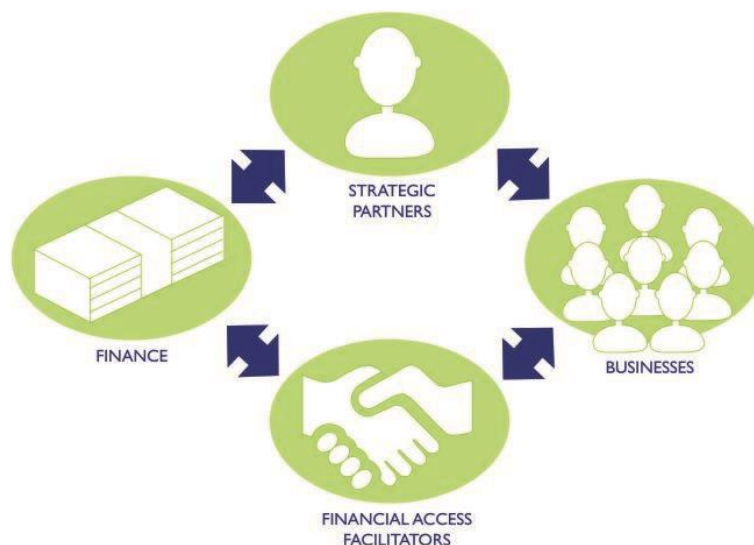 STRATEGIC
PARTNERS
FINANCE
BUSINESSES
FINANCIAL ACCESS
FACILITATORS